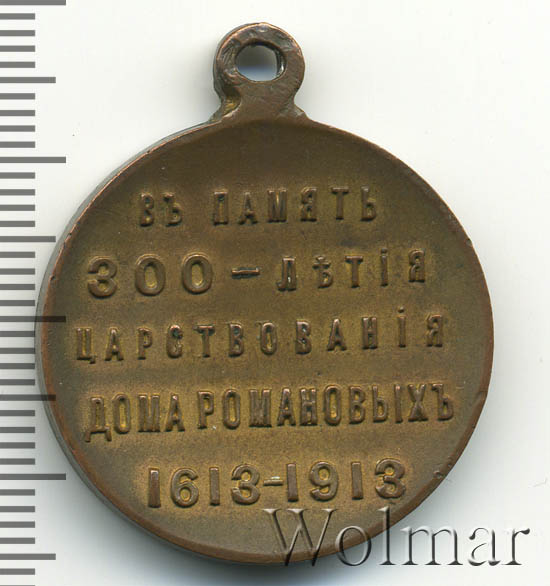 ВЪ ПАМЯТЬ
300-ЛѢТІЯ
ЦАРСТВОВАНІЯ
ДОМА РОМАНОВЫХЪ
1613-1913
Wolmar